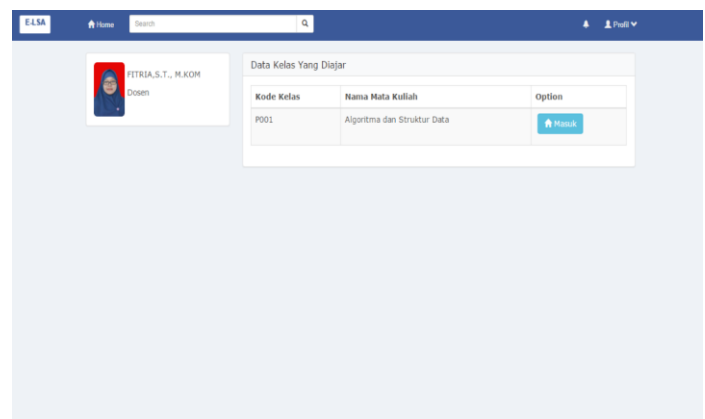 E-LSA Home Search Profil
FITRIA,S.T., M.KOM
Dosen
Data Kelas Yang Diajar
Kode Kelas Nama Mata Kuliah Option
P001 Algoritma dan Struktur Data Masuk